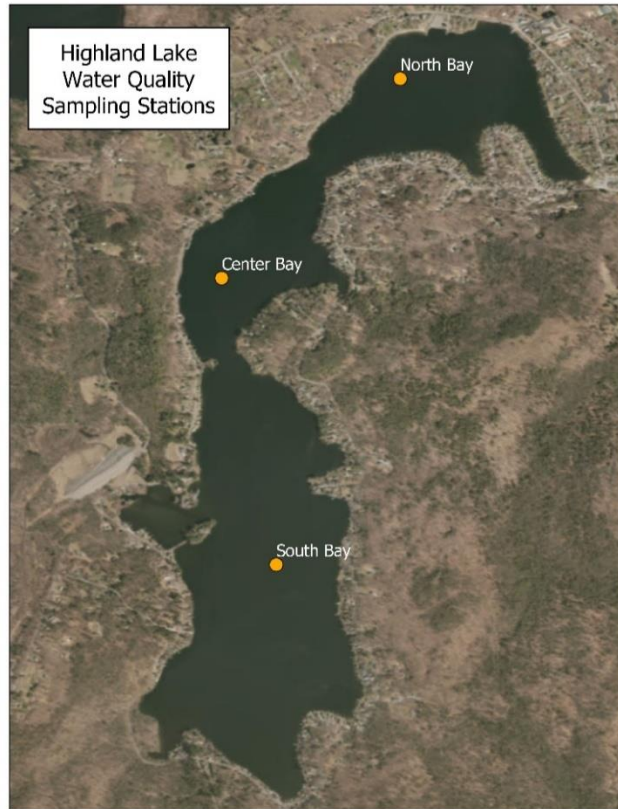 Highland Lake
Water Quality
Sampling Stations
North Bay
Center Bay
South Bay